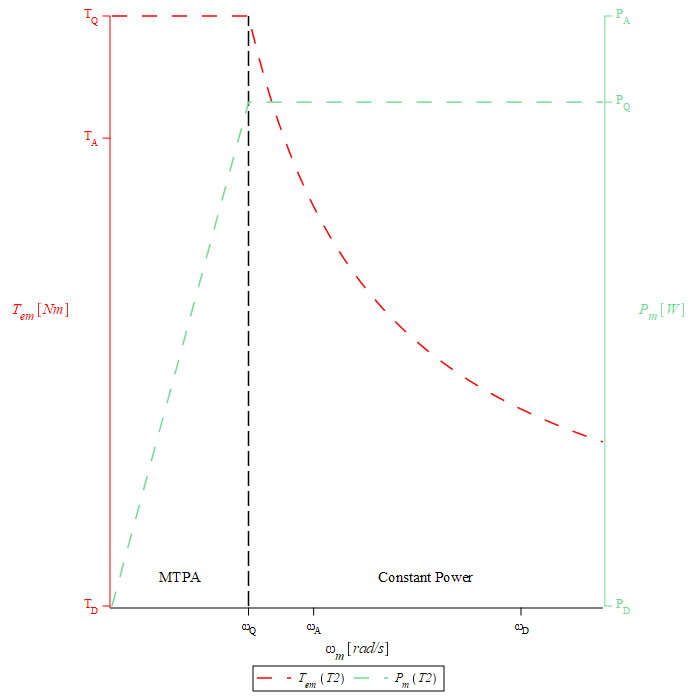 T_Q
P_A
P_Q
T_A
T_em [Nm]
P_m [W]
MTPA
Constant Power
T_D
P_D
ω_Q
ω_A
ω_D
ω_m [rad/s]
T_em (T2)
P_m (T2)